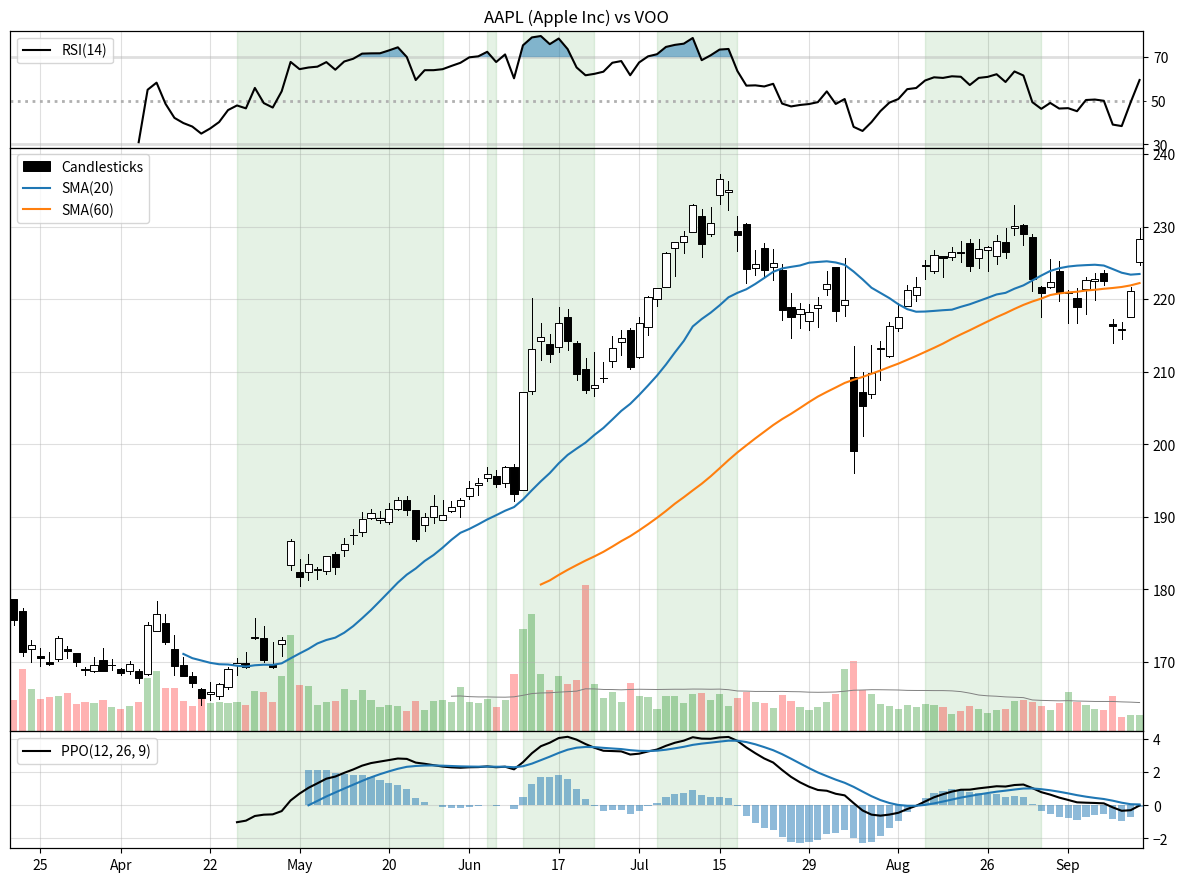 AAPL (Apple Inc) vs VOO
RSI(14)
70
50
30
240
Candlesticks
SMA(20)
SMA(60)
230
220
210
200
190
180
170
PPO(12, 26, 9)
4
2
0
−2
25 Apr 22 May 20 Jun 17 Jul 15 29 Aug 26 Sep